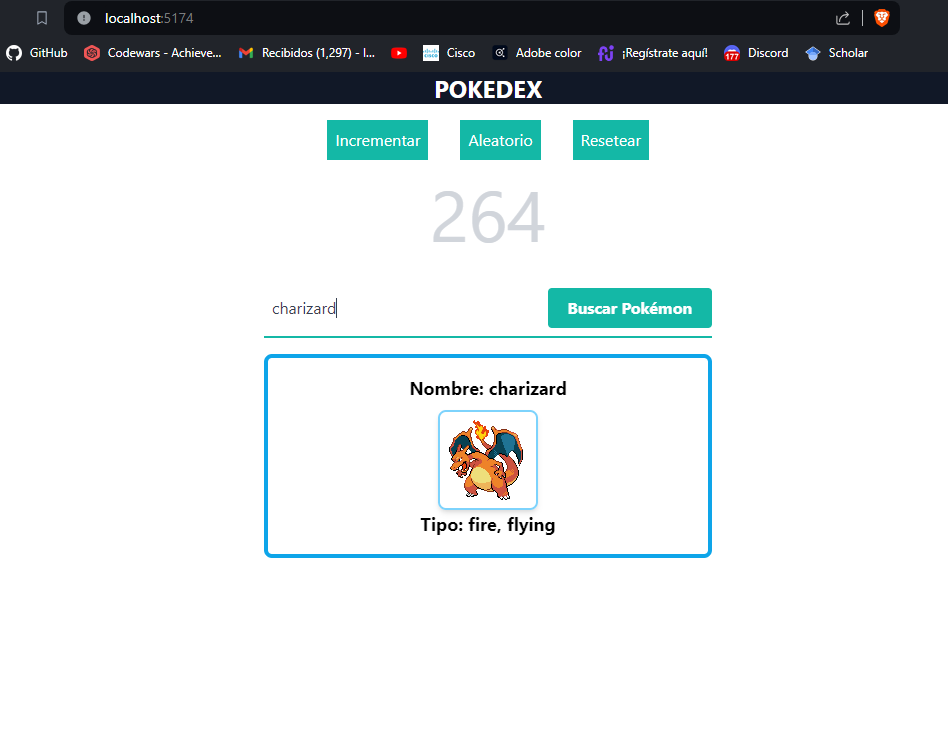 localhost:5174
GitHub Codewars - Achieve... Recibidos (1,297) - l... Cisco Adobe color ¡Regístrate aquí! 177 Discord Scholar
POKEDEX
Incrementar Aleatorio Resetear
264
charizard Buscar Pokémon
Nombre: charizard
Tipo: fire, flying